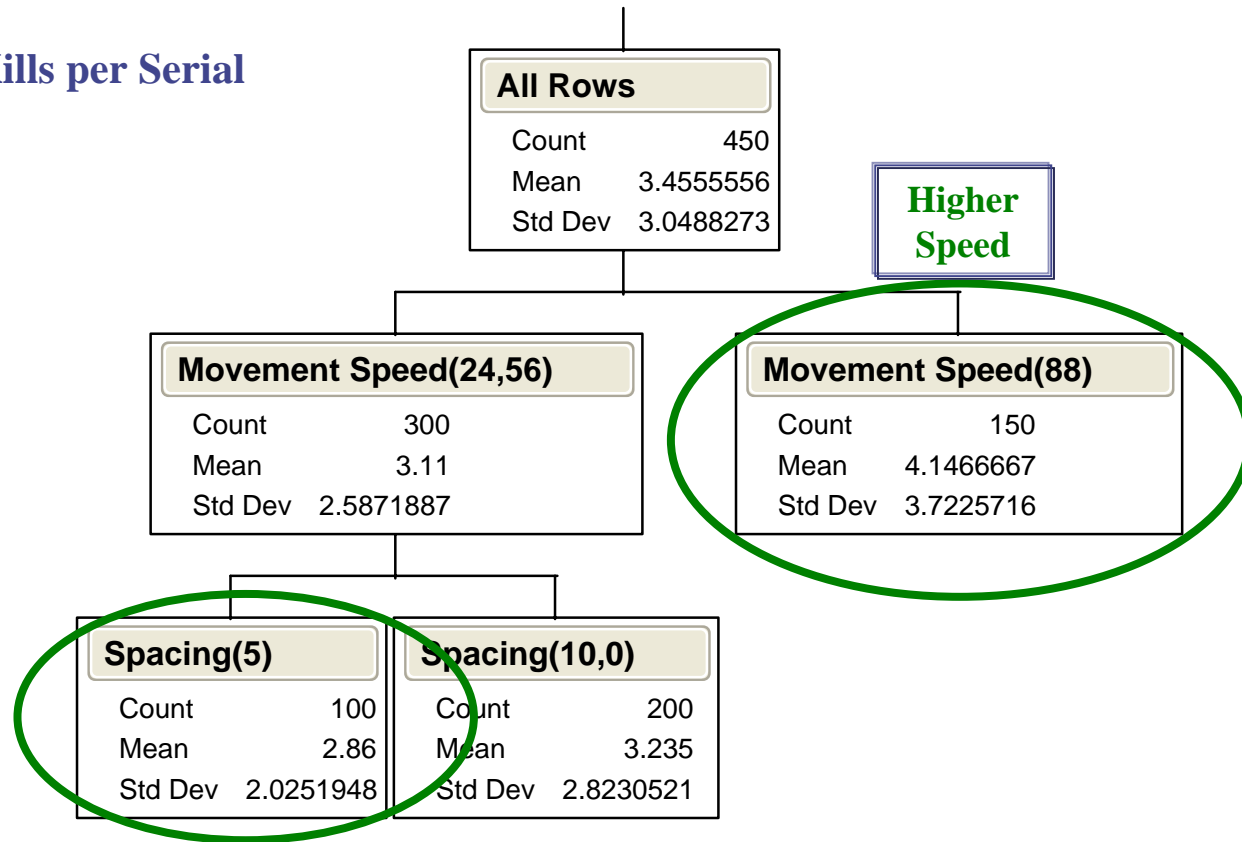 ills per Serial
All Rows
Count 450
Mean 3.4555556
Std Dev 3.0488273
Higher
Speed
Movement Speed(24,56)
Count 300
Mean 3.11
Std Dev 2.5871887
Movement Speed(88)
Count 150
Mean 4.1466667
Std Dev 3.7225716
Spacing(5)
Count 100
Mean 2.86
Std Dev 2.0251948
Spacing(10,0)
Count 200
Mean 3.235
Std Dev 2.8230521